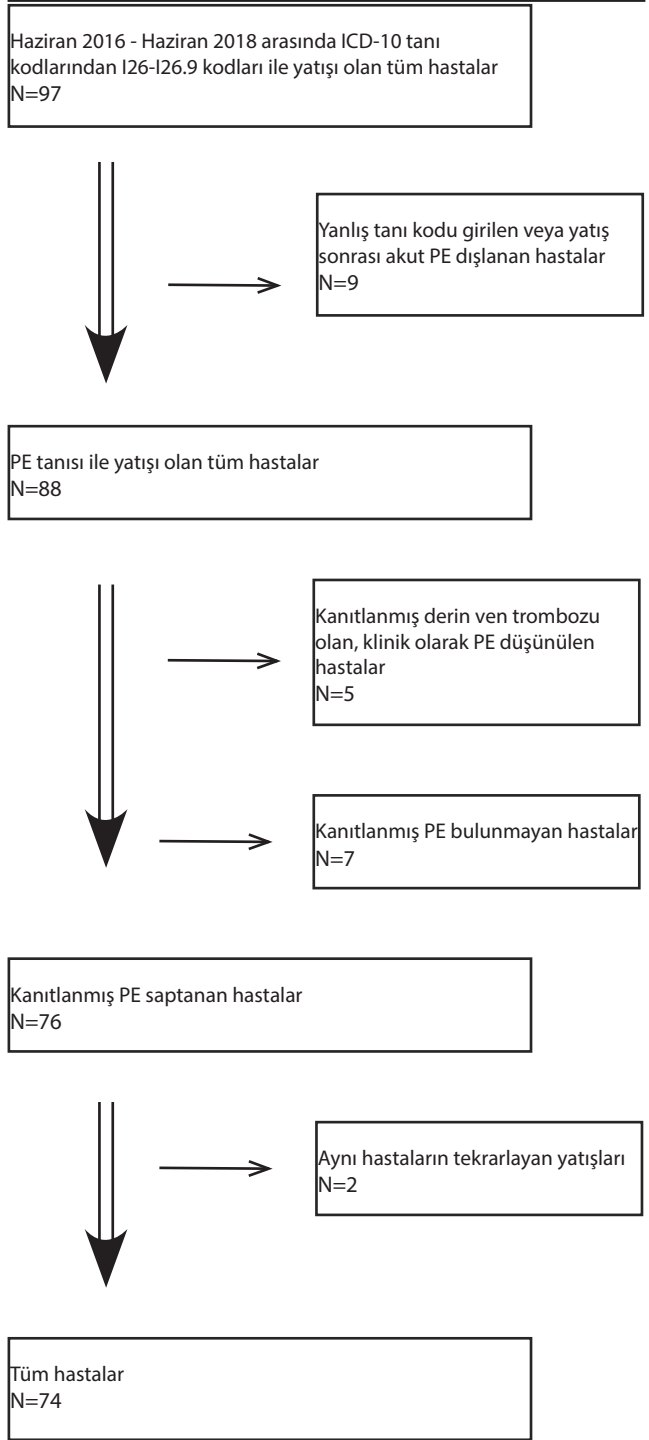 Haziran 2016 - Haziran 2018 arasında ICD-10 tanı
kodlarından I26-I26.9 kodları ile yatışı olan tüm hastalar
N=97
Yanlış tanı kodu girilen veya yatış
sonrası akut PE dışlanan hastalar
N=9
PE tanısı ile yatışı olan tüm hastalar
N=88
Kanıtlanmış derin ven trombozu
olan, klinik olarak PE düşünülen
hastalar
N=5
Kanıtlanmış PE bulunmayan hastalar
N=7
Kanıtlanmış PE saptanan hastalar
N=76
Aynı hastaların tekrarlayan yatışları
N=2
Tüm hastalar
N=74